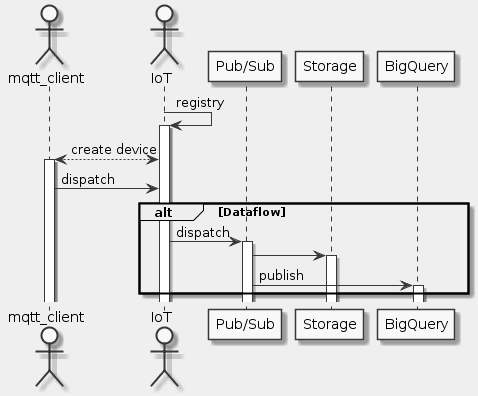 mqtt_client
IoT
Pub/Sub
Storage
BigQuery
registry
create device
dispatch
alt
[Dataflow]
dispatch
publish
mqtt_client
IoT
Pub/Sub
Storage
BigQuery